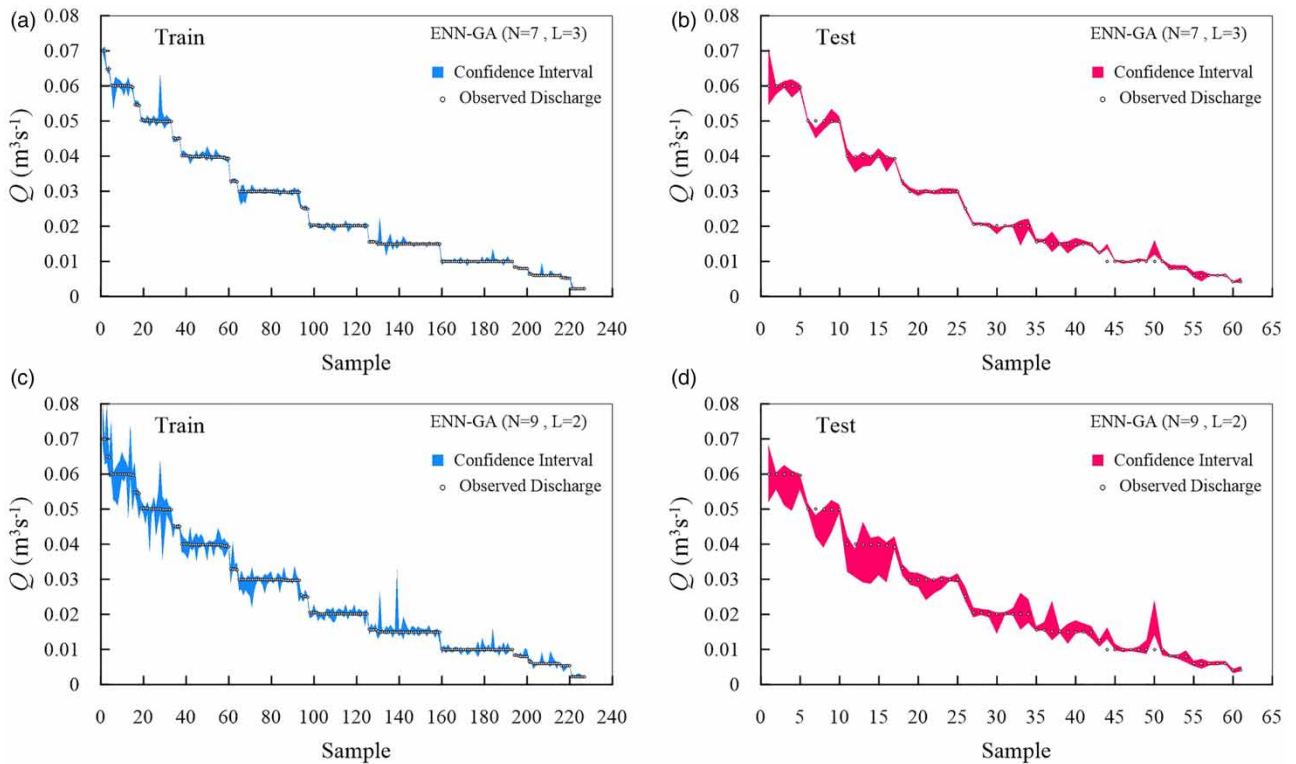 (a)
Train
ENN-GA (N=7 , L=3)
Confidence Interval
Observed Discharge
Q (m³s⁻¹)
0.08
0.07
0.06
0.05
0.04
0.03
0.02
0.01
0
0 20 40 60 80 100 120 140 160 180 200 220 240
Sample
(b)
Test
ENN-GA (N=7 , L=3)
Confidence Interval
Observed Discharge
Q (m³s⁻¹)
0.08
0.07
0.06
0.05
0.04
0.03
0.02
0.01
0
0 5 10 15 20 25 30 35 40 45 50 55 60 65
Sample
(c)
Train
ENN-GA (N=9 , L=2)
Confidence Interval
Observed Discharge
Q (m³s⁻¹)
0.08
0.07
0.06
0.05
0.04
0.03
0.02
0.01
0
0 20 40 60 80 100 120 140 160 180 200 220 240
Sample
(d)
Test
ENN-GA (N=9 , L=2)
Confidence Interval
Observed Discharge
Q (m³s⁻¹)
0.08
0.07
0.06
0.05
0.04
0.03
0.02
0.01
0
0 5 10 15 20 25 30 35 40 45 50 55 60 65
Sample